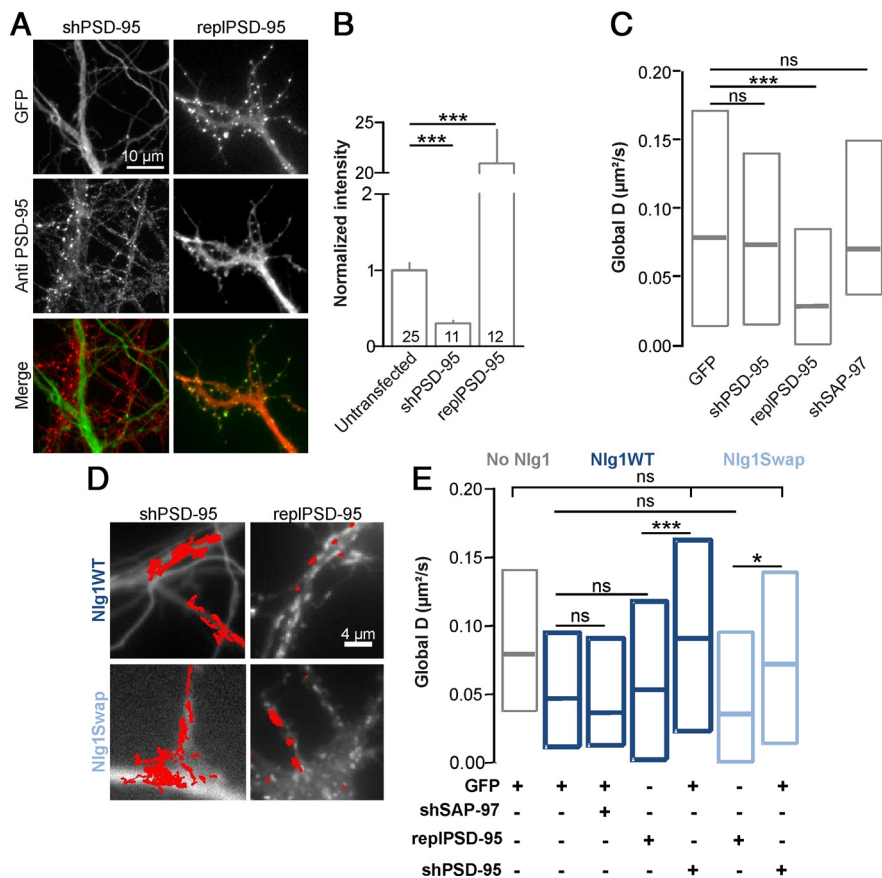 A
shPSD-95 replPSD-95
GFP
10 µm
Anti PSD-95
Merge
B
Normalized intensity
25
20
2
1
0
***
***
25 11 12
Untransfected
shPSD-95
replPSD-95
C
Global D (µm²/s)
0.20
0.15
0.10
0.05
0.00
ns
***
ns
GFP
shPSD-95
replPSD-95
shSAP-97
D
shPSD-95 replPSD-95
Nlg1WT
4 µm
Nlg1Swap
E
No Nlg1 Nlg1WT Nlg1Swap
Global D (µm²/s)
0.20
0.15
0.10
0.05
0.00
ns
ns
***
*
ns
ns
GFP + + + - + - +
shSAP-97 - - + - - - -
replPSD-95 - - - + - + -
shPSD-95 - - - - + - +